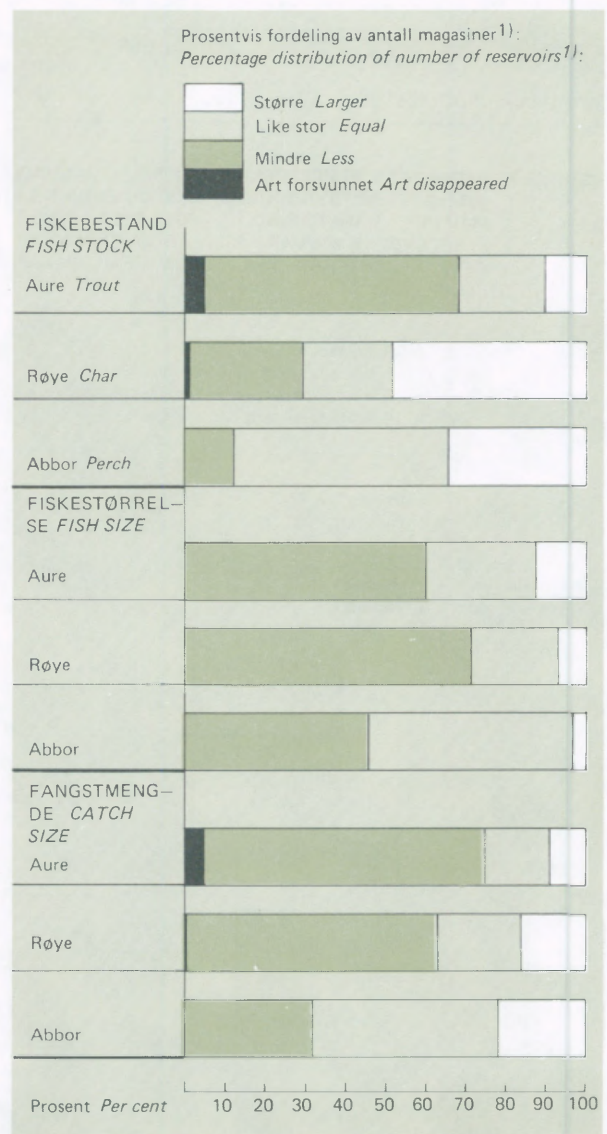 Prosentvis fordeling av antall magasiner1):
Percentage distribution of number of reservoirs1):
Større Larger
Like stor Equal
Mindre Less
Art forsvunnet Art disappeared
FISKEBESTAND
FISH STOCK
Aure Trout
Røye Char
Abbor Perch
FISKESTØRREL–
SE FISH SIZE
Aure
Røye
Abbor
FANGSTMENG–
DE CATCH
SIZE
Aure
Røye
Abbor
Prosent Per cent 10 20 30 40 50 60 70 80 90 100